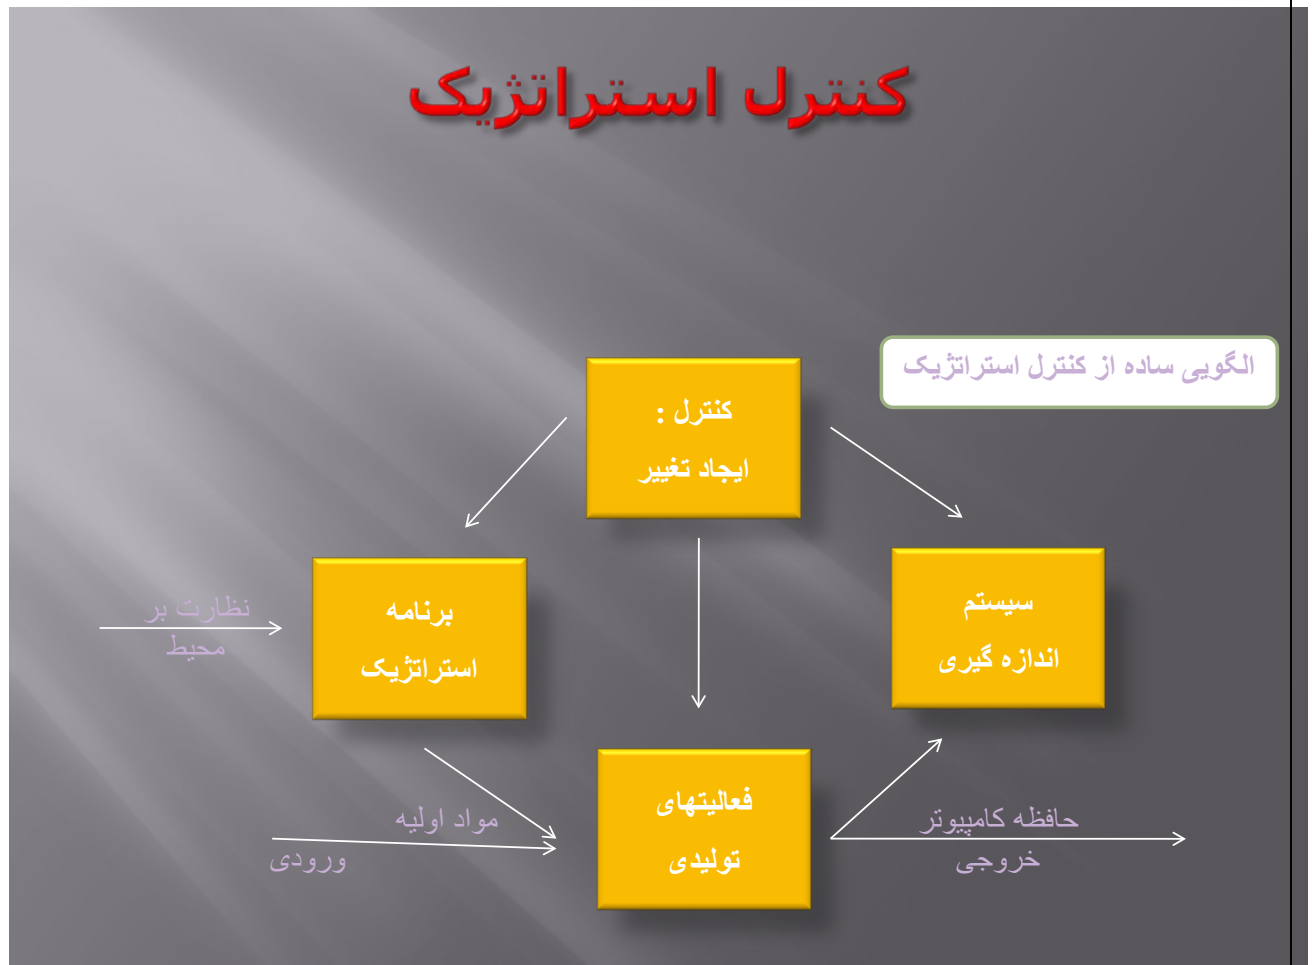 کنترل استراتژیک
الگویی ساده از کنترل استراتژیک
کنترل :
ایجاد تغییر
سیستم
اندازه گیری
برنامه
استراتژیک
نظارت بر
محیط
فعالیتهای
تولیدی
مواد اولیه
ورودی
حافظه کامپیوتر
خروجی